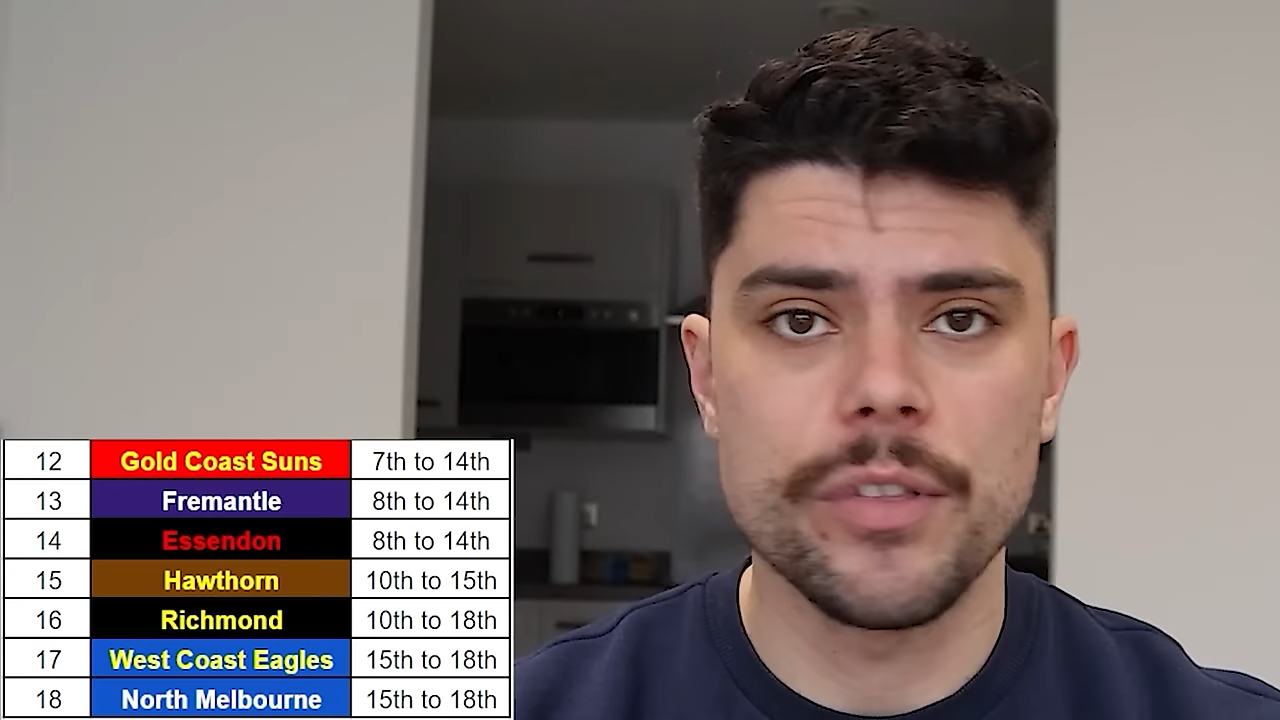 12 Gold Coast Suns 7th to 14th
13 Fremantle 8th to 14th
14 Essendon 8th to 14th
15 Hawthorn 10th to 15th
16 Richmond 10th to 18th
17 West Coast Eagles 15th to 18th
18 North Melbourne 15th to 18th